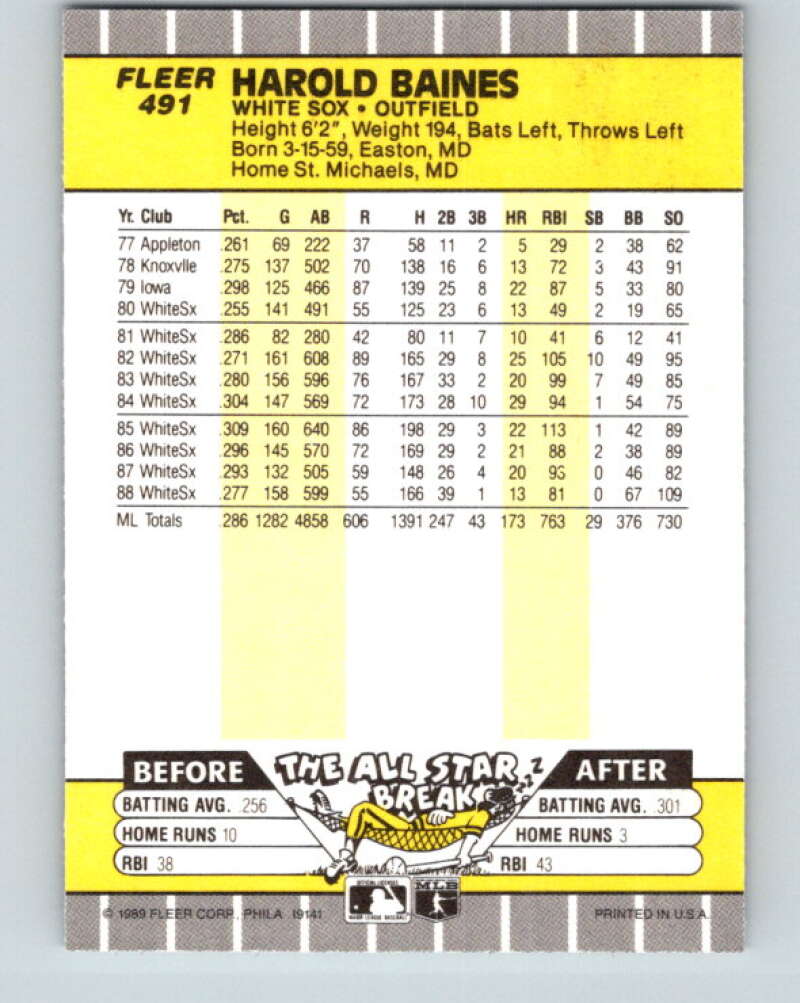 FLEER HAROLD BAINES
491 WHITE SOX • OUTFIELD
Height 6'2", Weight 194, Bats Left, Throws Left
Born 3-15-59, Easton, MD
Home St. Michaels, MD
Yr. Club Pct. G AB R H 2B 3B HR RBI SB BB SO
77 Appleton .261 69 222 37 58 11 2 5 29 2 38 62
78 Knoxvlle .275 137 502 70 138 16 6 13 72 3 43 91
79 Iowa .298 125 466 87 139 25 8 22 87 5 33 80
80 WhiteSx .255 141 491 55 125 23 6 13 49 2 19 65
81 WhiteSx .286 82 280 42 80 11 7 10 41 6 12 41
82 WhiteSx .271 161 608 89 165 29 8 25 105 10 49 95
83 WhiteSx .280 156 596 76 167 33 2 20 99 7 49 85
84 WhiteSx .304 147 569 72 173 28 10 29 94 1 54 75
85 WhiteSx .309 160 640 86 198 29 3 22 113 1 42 89
86 WhiteSx .296 145 570 72 169 29 2 21 88 2 38 89
87 WhiteSx .293 132 505 59 148 26 4 20 93 0 46 82
88 WhiteSx .277 158 599 55 166 39 1 13 81 0 67 109
ML Totals .286 1282 4858 606 1391 247 43 173 763 29 376 730
BEFORE THE ALL STAR BREAK zzZ AFTER
BATTING AVG. .256 BATTING AVG. .301
HOME RUNS 10 HOME RUNS 3
RBI 38 RBI 43
OFFICIAL LICENSEE
MAJOR LEAGUE BASEBALL
MLB
© 1989 FLEER CORP., PHILA 19141 PRINTED IN U.S.A.